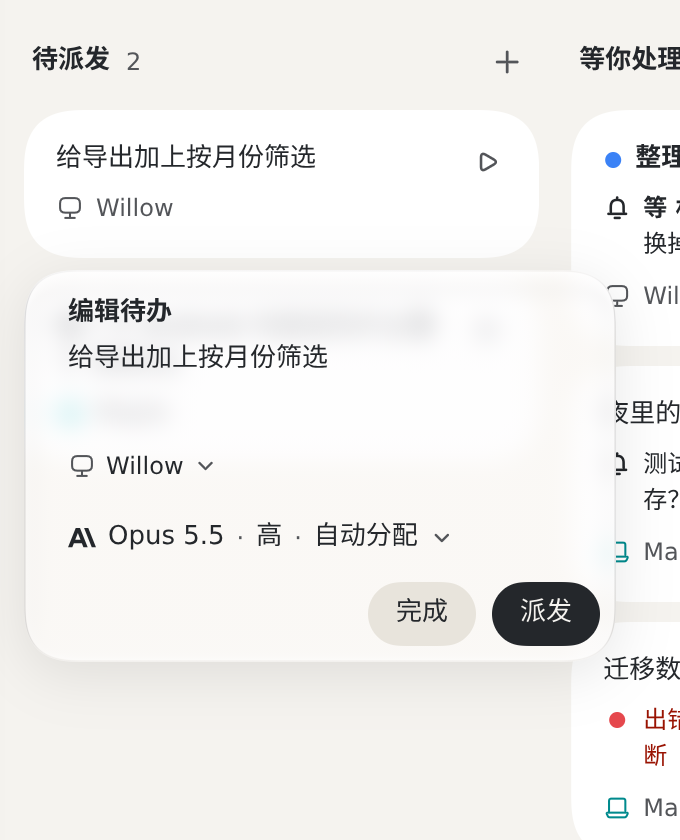 待派发 2
给导出加上按月份筛选
Willow
编辑待办
给导出加上按月份筛选
Willow
Opus 5.5 · 高 · 自动分配
完成
派发
等你处理
整理
等
换掉
Wil
夜里的
测试
存?
Ma
迁移数
出错
断
Ma